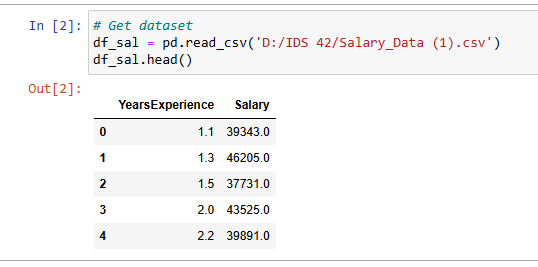 In [2]: # Get dataset
df_sal = pd.read_csv('D:/IDS 42/Salary_Data (1).csv')
df_sal.head()
Out[2]:
YearsExperience Salary
0 1.1 39343.0
1 1.3 46205.0
2 1.5 37731.0
3 2.0 43525.0
4 2.2 39891.0